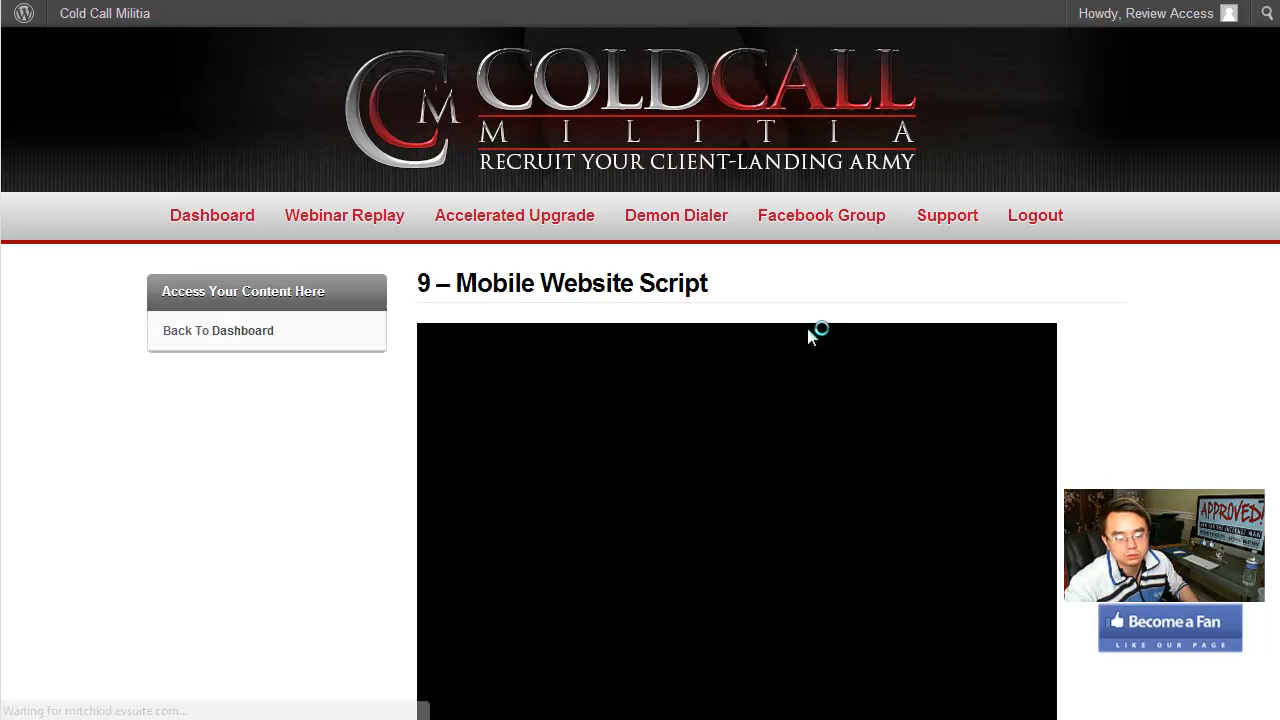 Cold Call Militia
Howdy, Review Access
CCM
COLDCALL
MILITIA
RECRUIT YOUR CLIENT-LANDING ARMY
Dashboard
Webinar Replay
Accelerated Upgrade
Demon Dialer
Facebook Group
Support
Logout
Access Your Content Here
Back To Dashboard
9 – Mobile Website Script
APPROVED!
Become a Fan
LIKE OUR PAGE
Waiting for mitchkid.evsuite.com...